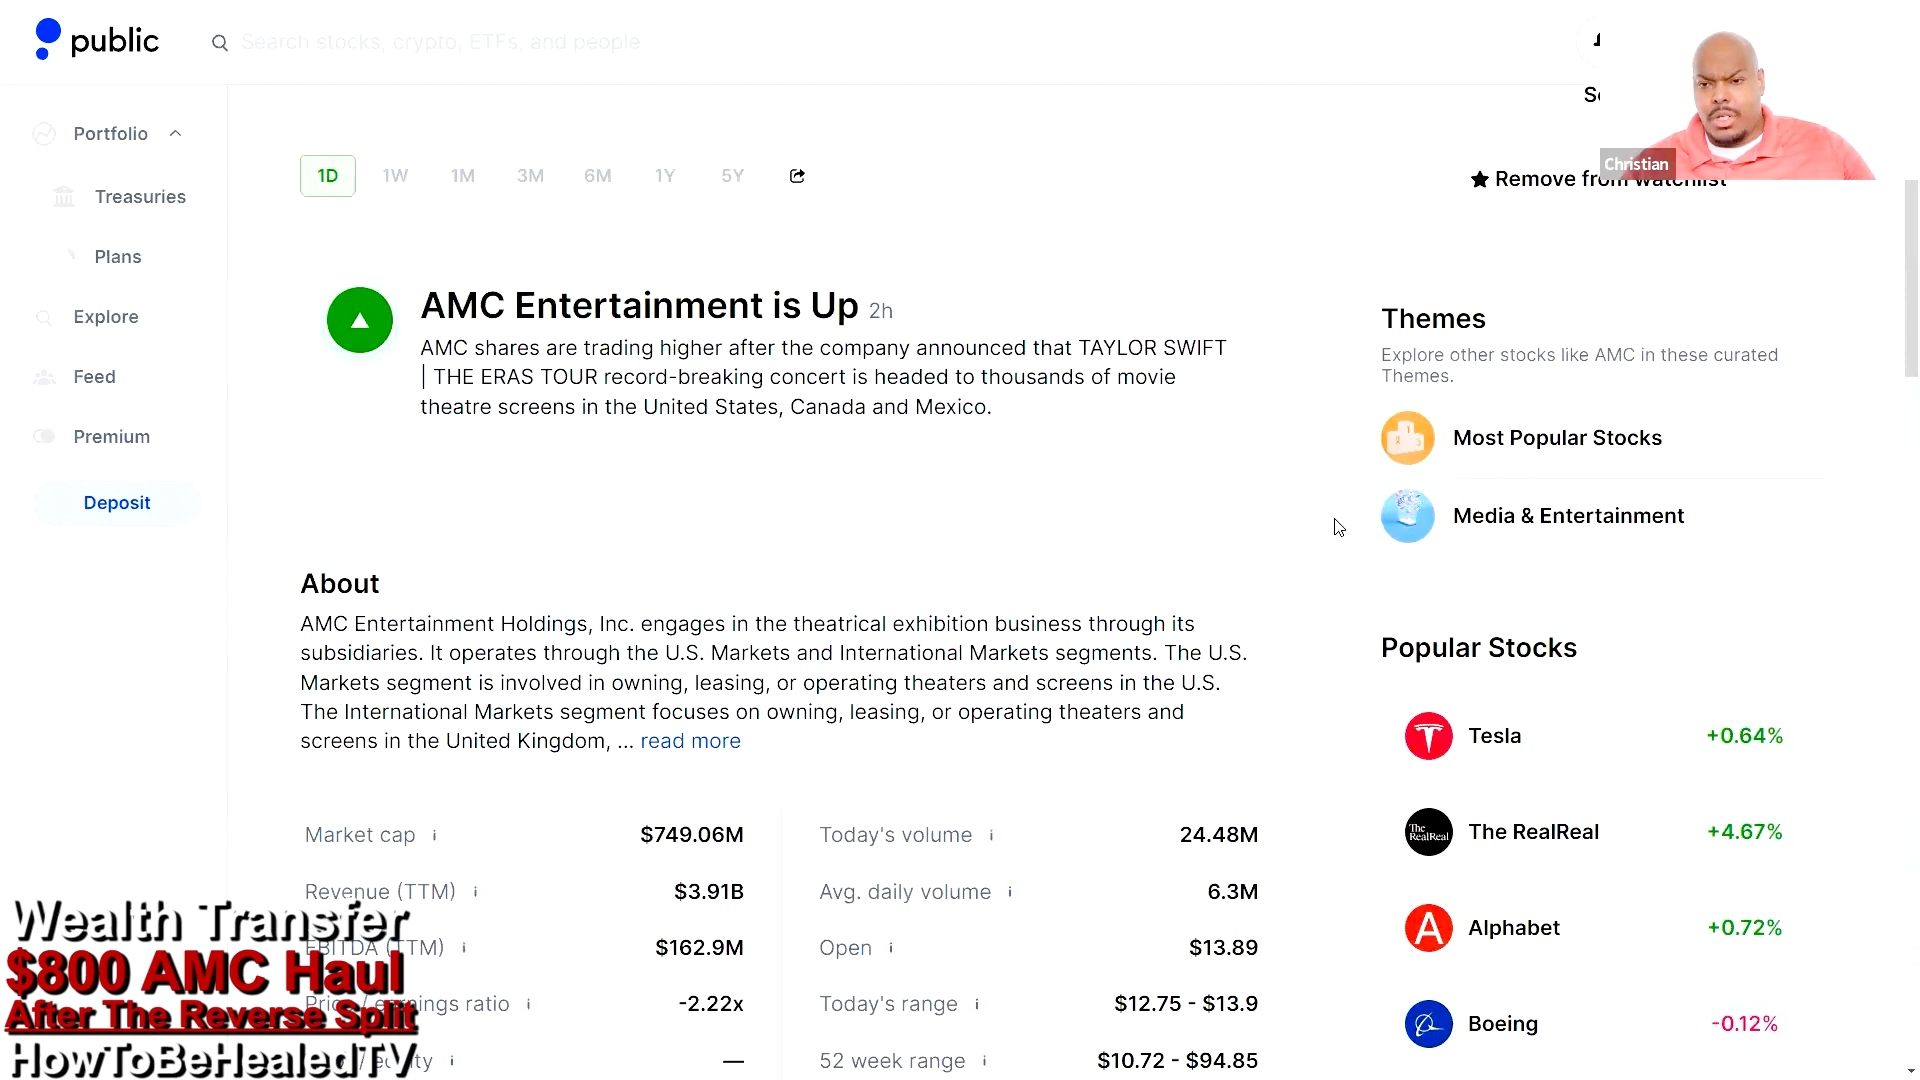 public
Search stocks, crypto, ETFs, and people
Christian
Portfolio
Treasuries
Plans
Explore
Feed
Premium
Deposit
1D 1W 1M 3M 6M 1Y 5Y
Remove from Watchlist
AMC Entertainment is Up 2h
AMC shares are trading higher after the company announced that TAYLOR SWIFT
| THE ERAS TOUR record-breaking concert is headed to thousands of movie
theatre screens in the United States, Canada and Mexico.
About
AMC Entertainment Holdings, Inc. engages in the theatrical exhibition business through its
subsidiaries. It operates through the U.S. Markets and International Markets segments. The U.S.
Markets segment is involved in owning, leasing, or operating theaters and screens in the U.S.
The International Markets segment focuses on owning, leasing, or operating theaters and
screens in the United Kingdom, ... read more
Market cap i $749.06M
Revenue (TTM) i $3.91B
EBITDA (TTM) i $162.9M
Price / earnings ratio i -2.22x
i —
Today's volume i 24.48M
Avg. daily volume i 6.3M
Open i $13.89
Today's range i $12.75 - $13.9
52 week range i $10.72 - $94.85
Themes
Explore other stocks like AMC in these curated
Themes.
Most Popular Stocks
Media & Entertainment
Popular Stocks
Tesla +0.64%
The RealReal
The RealReal +4.67%
Alphabet +0.72%
Boeing -0.12%
Wealth Transfer
$800 AMC Haul
After The Reverse Split
HowToBeHealedTV